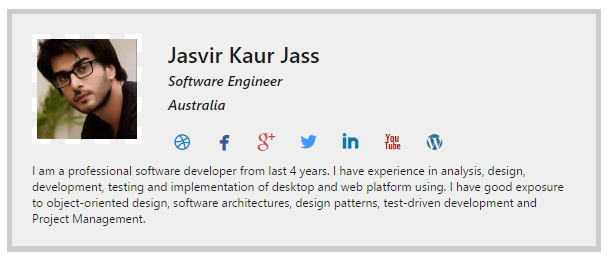 Jasvir Kaur Jass
Software Engineer
Australia
f g+ in You
Tube W
I am a professional software developer from last 4 years. I have experience in analysis, design,
development, testing and implementation of desktop and web platform using. I have good exposure
to object-oriented design, software architectures, design patterns, test-driven development and
Project Management.